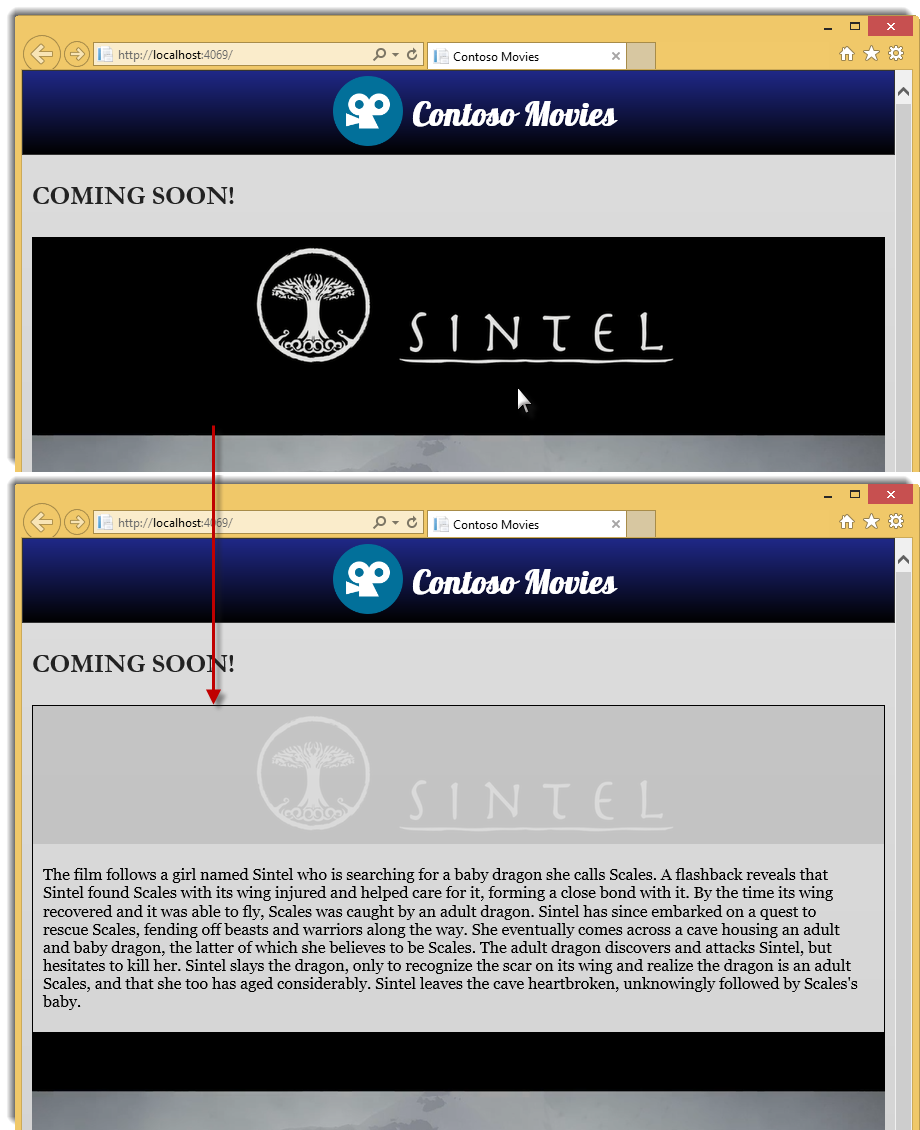 http://localhost:4069/
Contoso Movies
Contoso Movies
COMING SOON!
SINTEL
http://localhost:4069/
Contoso Movies
Contoso Movies
COMING SOON!
SINTEL
The film follows a girl named Sintel who is searching for a baby dragon she calls Scales. A flashback reveals that
Sintel found Scales with its wing injured and helped care for it, forming a close bond with it. By the time its wing
recovered and it was able to fly, Scales was caught by an adult dragon. Sintel has since embarked on a quest to
rescue Scales, fending off beasts and warriors along the way. She eventually comes across a cave housing an adult
and baby dragon, the latter of which she believes to be Scales. The adult dragon discovers and attacks Sintel, but
hesitates to kill her. Sintel slays the dragon, only to recognize the scar on its wing and realize the dragon is an adult
Scales, and that she too has aged considerably. Sintel leaves the cave heartbroken, unknowingly followed by Scales's
baby.